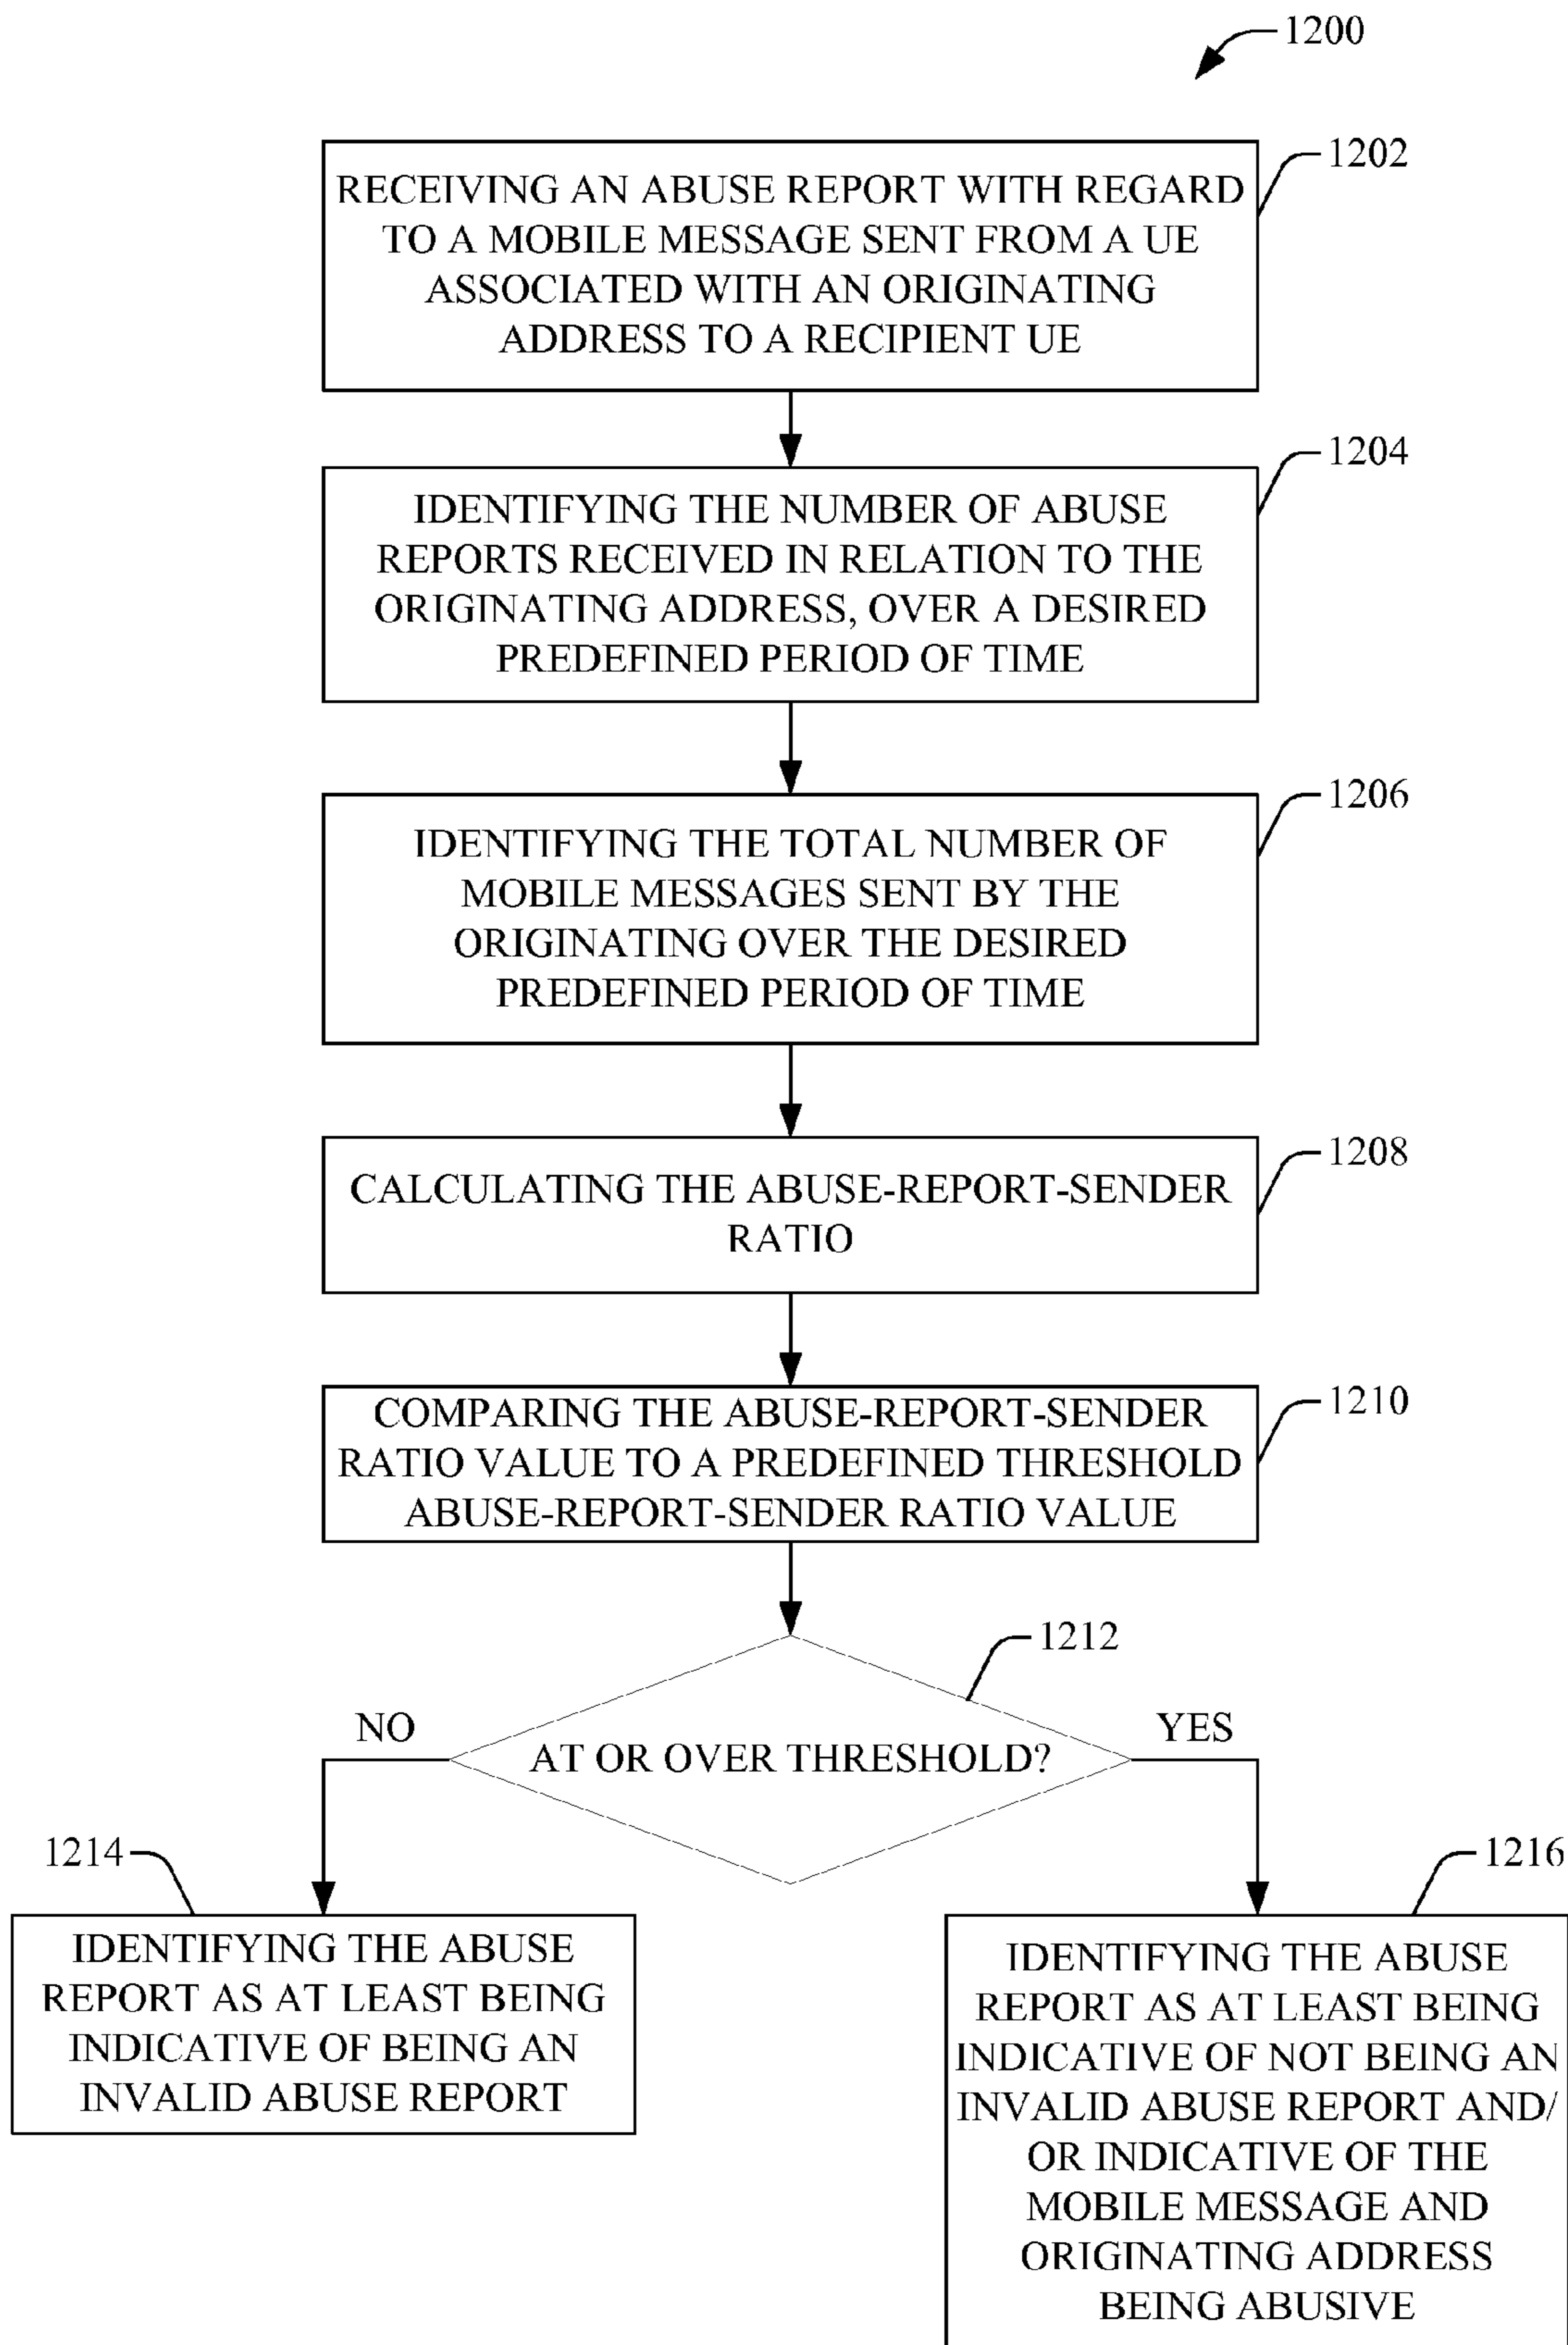 1200
1202
RECEIVING AN ABUSE REPORT WITH REGARD
TO A MOBILE MESSAGE SENT FROM A UE
ASSOCIATED WITH AN ORIGINATING
ADDRESS TO A RECIPIENT UE
1204
IDENTIFYING THE NUMBER OF ABUSE
REPORTS RECEIVED IN RELATION TO THE
ORIGINATING ADDRESS, OVER A DESIRED
PREDEFINED PERIOD OF TIME
1206
IDENTIFYING THE TOTAL NUMBER OF
MOBILE MESSAGES SENT BY THE
ORIGINATING OVER THE DESIRED
PREDEFINED PERIOD OF TIME
1208
CALCULATING THE ABUSE-REPORT-SENDER
RATIO
1210
COMPARING THE ABUSE-REPORT-SENDER
RATIO VALUE TO A PREDEFINED THRESHOLD
ABUSE-REPORT-SENDER RATIO VALUE
1212
NO
YES
AT OR OVER THRESHOLD?
1214
IDENTIFYING THE ABUSE
REPORT AS AT LEAST BEING
INDICATIVE OF BEING AN
INVALID ABUSE REPORT
1216
IDENTIFYING THE ABUSE
REPORT AS AT LEAST BEING
INDICATIVE OF NOT BEING AN
INVALID ABUSE REPORT AND/
OR INDICATIVE OF THE
MOBILE MESSAGE AND
ORIGINATING ADDRESS
BEING ABUSIVE